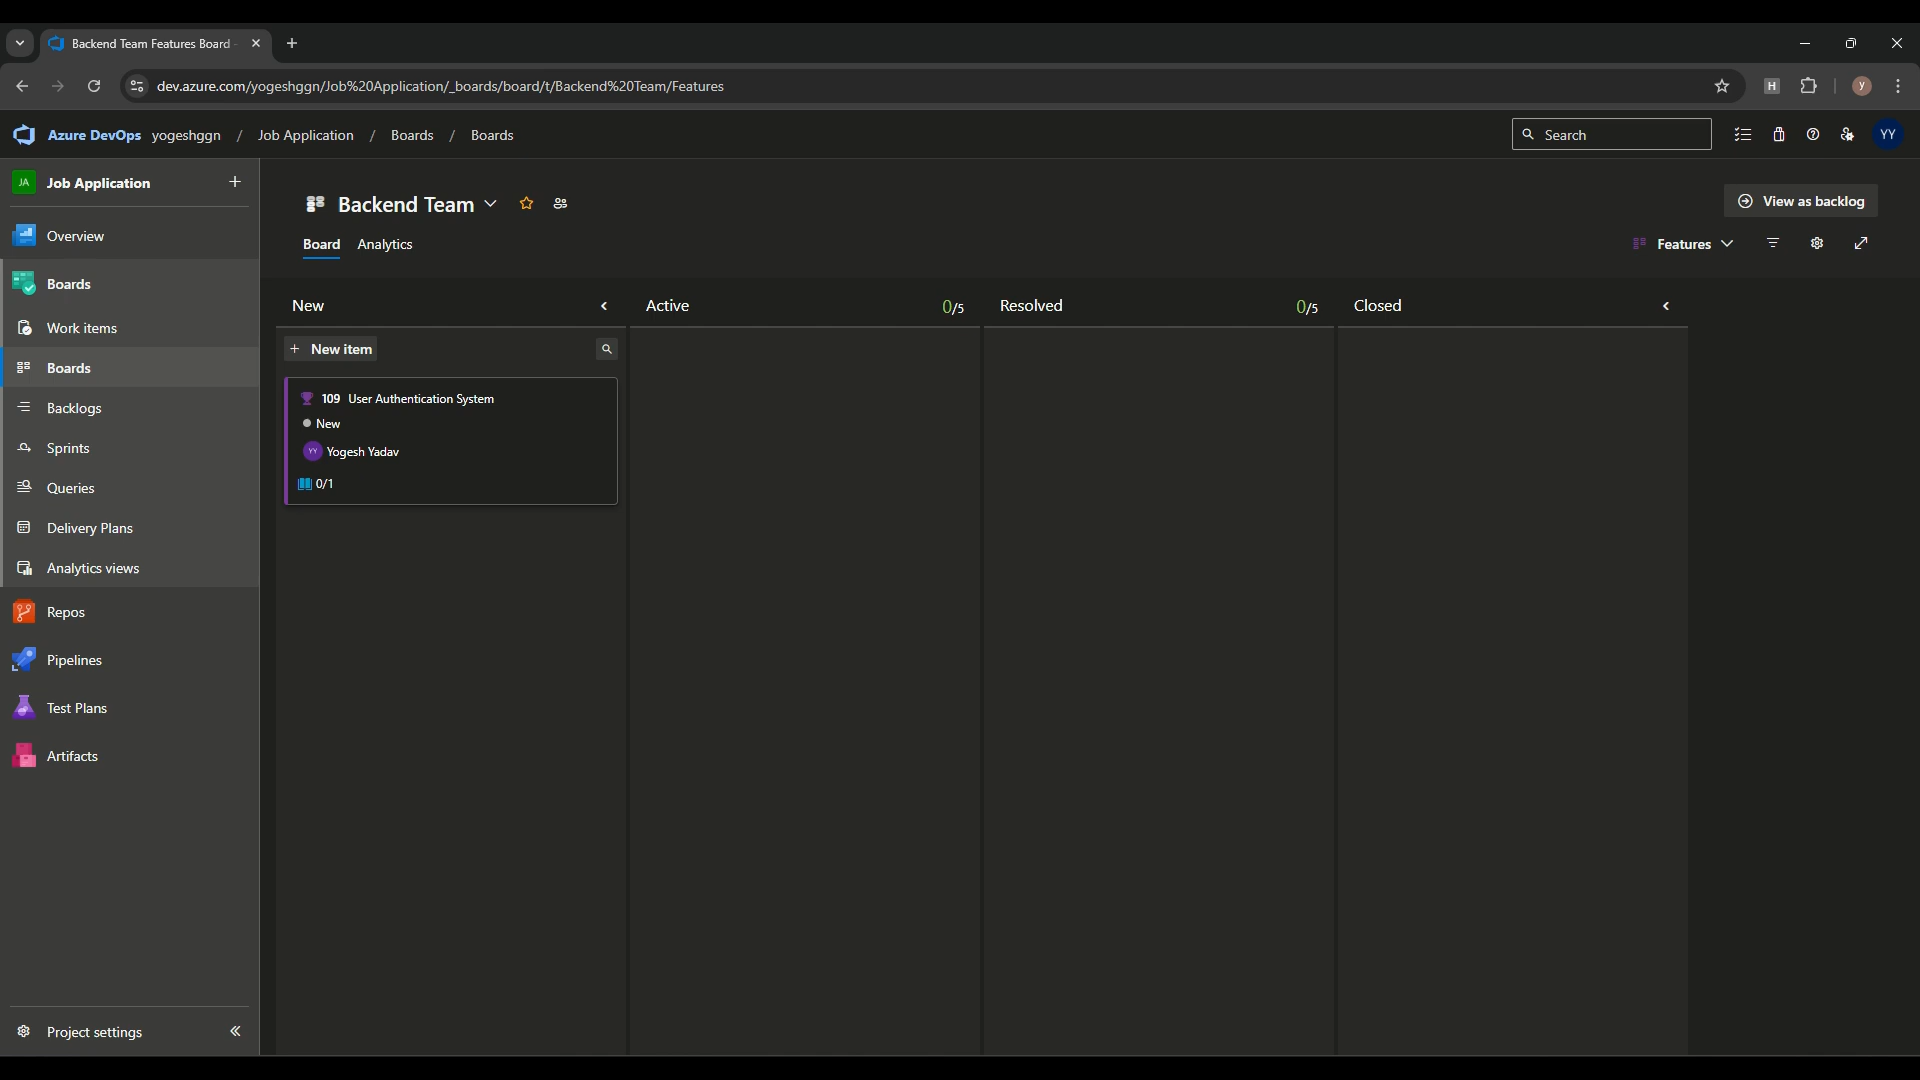 Backend Team Features Board
dev.azure.com/yogeshggn/Job%20Application/_boards/board/t/Backend%20Team/Features
H
y
Azure DevOps yogeshggn / Job Application / Boards / Boards
Search
YY
JA Job Application
Overview
Boards
Work items
Boards
Backlogs
Sprints
Queries
Delivery Plans
Analytics views
Repos
Pipelines
Test Plans
Artifacts
Project settings
Backend Team
View as backlog
Board Analytics
Features
New
Active 0/5
Resolved 0/5
Closed
New item
109 User Authentication System
New
YY Yogesh Yadav
0/1